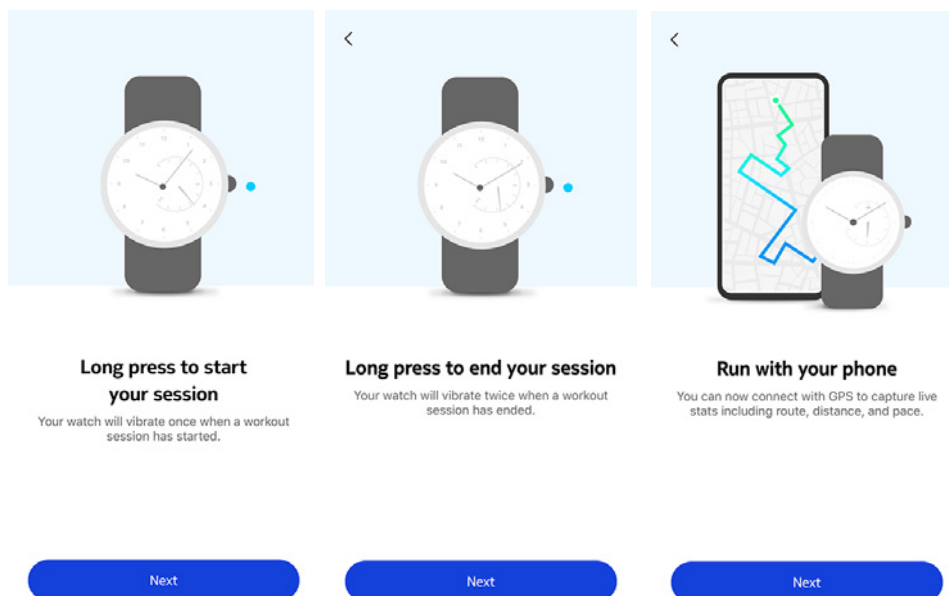 Long press to start
your session
Your watch will vibrate once when a workout
session has started.
Next
Long press to end your session
Your watch will vibrate twice when a workout
session has ended.
Next
Run with your phone
You can now connect with GPS to capture live
stats including route, distance, and pace.
Next